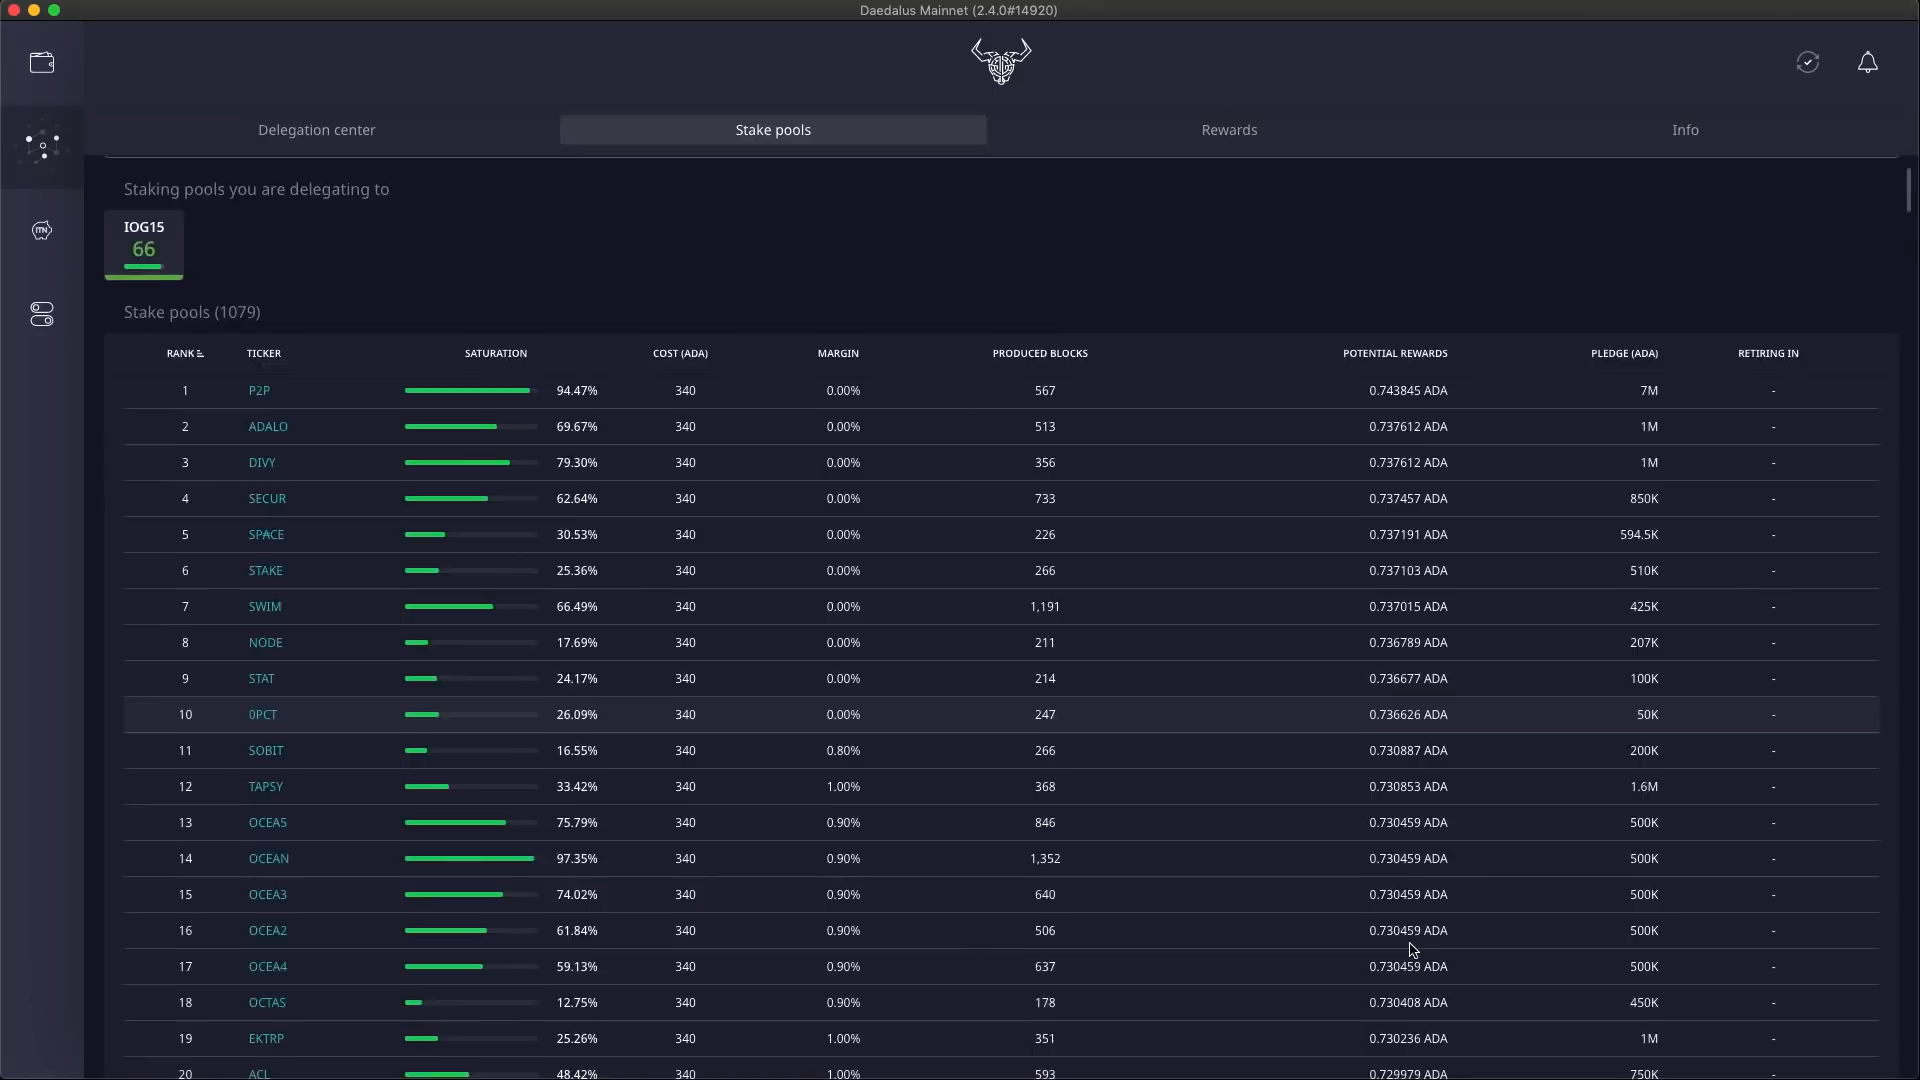 Daedalus Mainnet (2.4.0#14920)
Delegation center Stake pools Rewards Info
Staking pools you are delegating to
IOG15
66
Stake pools (1079)
RANK TICKER SATURATION COST (ADA) MARGIN PRODUCED BLOCKS POTENTIAL REWARDS PLEDGE (ADA) RETIRING IN
1 P2P 94.47% 340 0.00% 567 0.743845 ADA 7M -
2 ADALO 69.67% 340 0.00% 513 0.737612 ADA 1M -
3 DIVY 79.30% 340 0.00% 356 0.737612 ADA 1M -
4 SECUR 62.64% 340 0.00% 733 0.737457 ADA 850K -
5 SP₳CE 30.53% 340 0.00% 226 0.737191 ADA 594.5K -
6 STAKE 25.36% 340 0.00% 266 0.737103 ADA 510K -
7 SWIM 66.49% 340 0.00% 1,191 0.737015 ADA 425K -
8 NODE 17.69% 340 0.00% 211 0.736789 ADA 207K -
9 STAT 24.17% 340 0.00% 214 0.736677 ADA 100K -
10 0PCT 26.09% 340 0.00% 247 0.736626 ADA 50K -
11 SOBIT 16.55% 340 0.80% 266 0.730887 ADA 200K -
12 TAPSY 33.42% 340 1.00% 368 0.730853 ADA 1.6M -
13 OCEA5 75.79% 340 0.90% 846 0.730459 ADA 500K -
14 OCEAN 97.35% 340 0.90% 1,352 0.730459 ADA 500K -
15 OCEA3 74.02% 340 0.90% 640 0.730459 ADA 500K -
16 OCEA2 61.84% 340 0.90% 506 0.730459 ADA 500K -
17 OCEA4 59.13% 340 0.90% 637 0.730459 ADA 500K -
18 OCTAS 12.75% 340 0.90% 178 0.730408 ADA 450K -
19 EKTRP 25.26% 340 1.00% 351 0.730236 ADA 1M -
20 ACL 48.42% 340 1.00% 593 0.729979 ADA 750K -
ITN